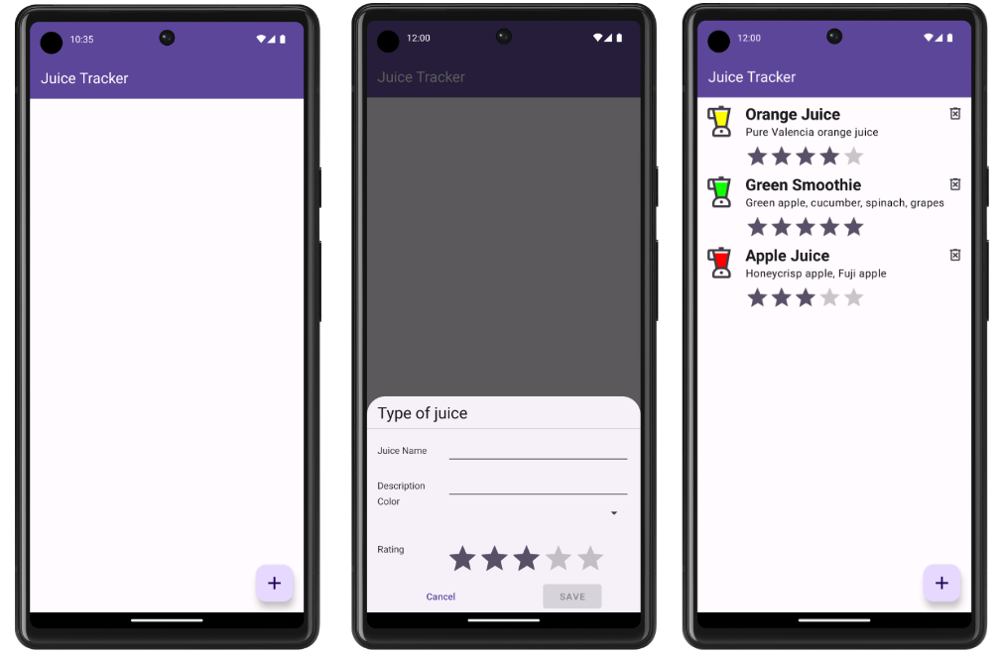 10:35
Juice Tracker
+
12:00
Juice Tracker
Type of juice
Juice Name
Description
Color
Rating
Cancel
SAVE
12:00
Juice Tracker
Orange Juice
Pure Valencia orange juice
Green Smoothie
Green apple, cucumber, spinach, grapes
Apple Juice
Honeycrisp apple, Fuji apple
+